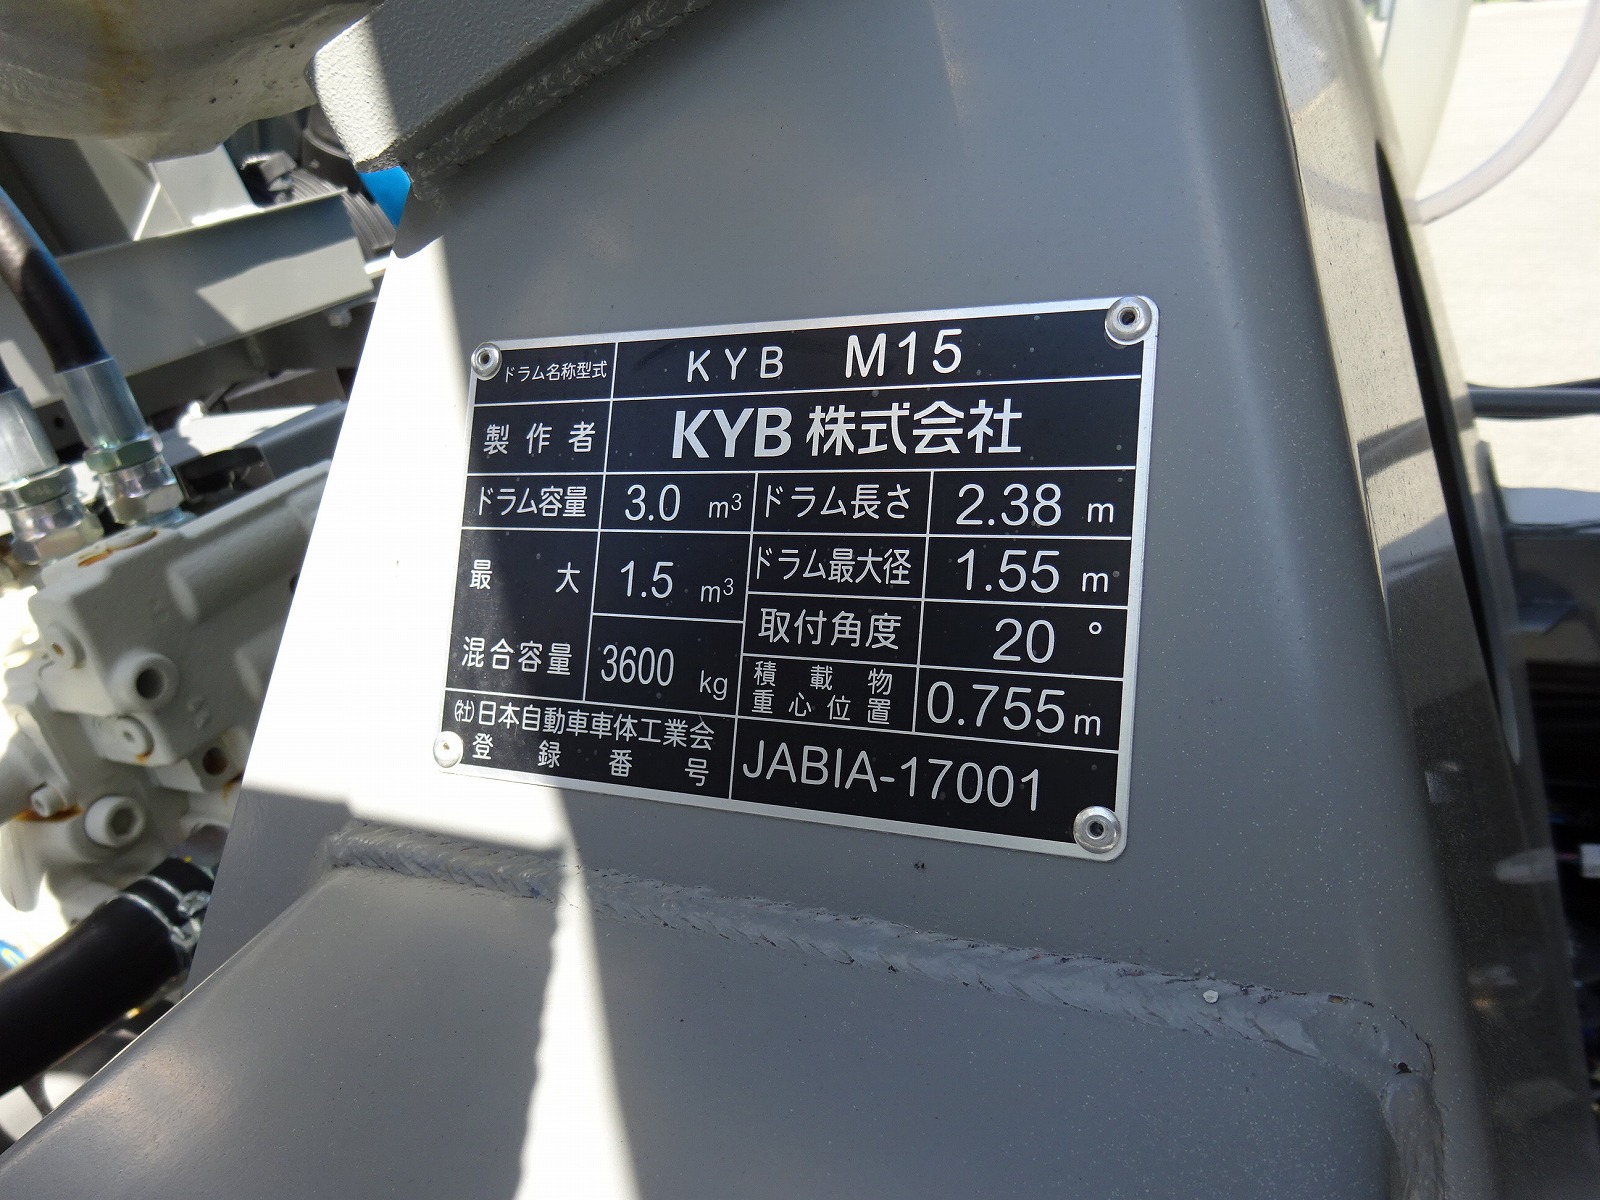 ドラム名称型式 KYB M15
製作者 KYB株式会社
ドラム容量 3.0 m³ ドラム長さ 2.38 m
最大 1.5 m³ ドラム最大径 1.55 m
混合容量 3600 kg 取付角度 20°
積載物
重心位置 0.755m
(社)日本自動車車体工業会
登録番号 JABIA-17001